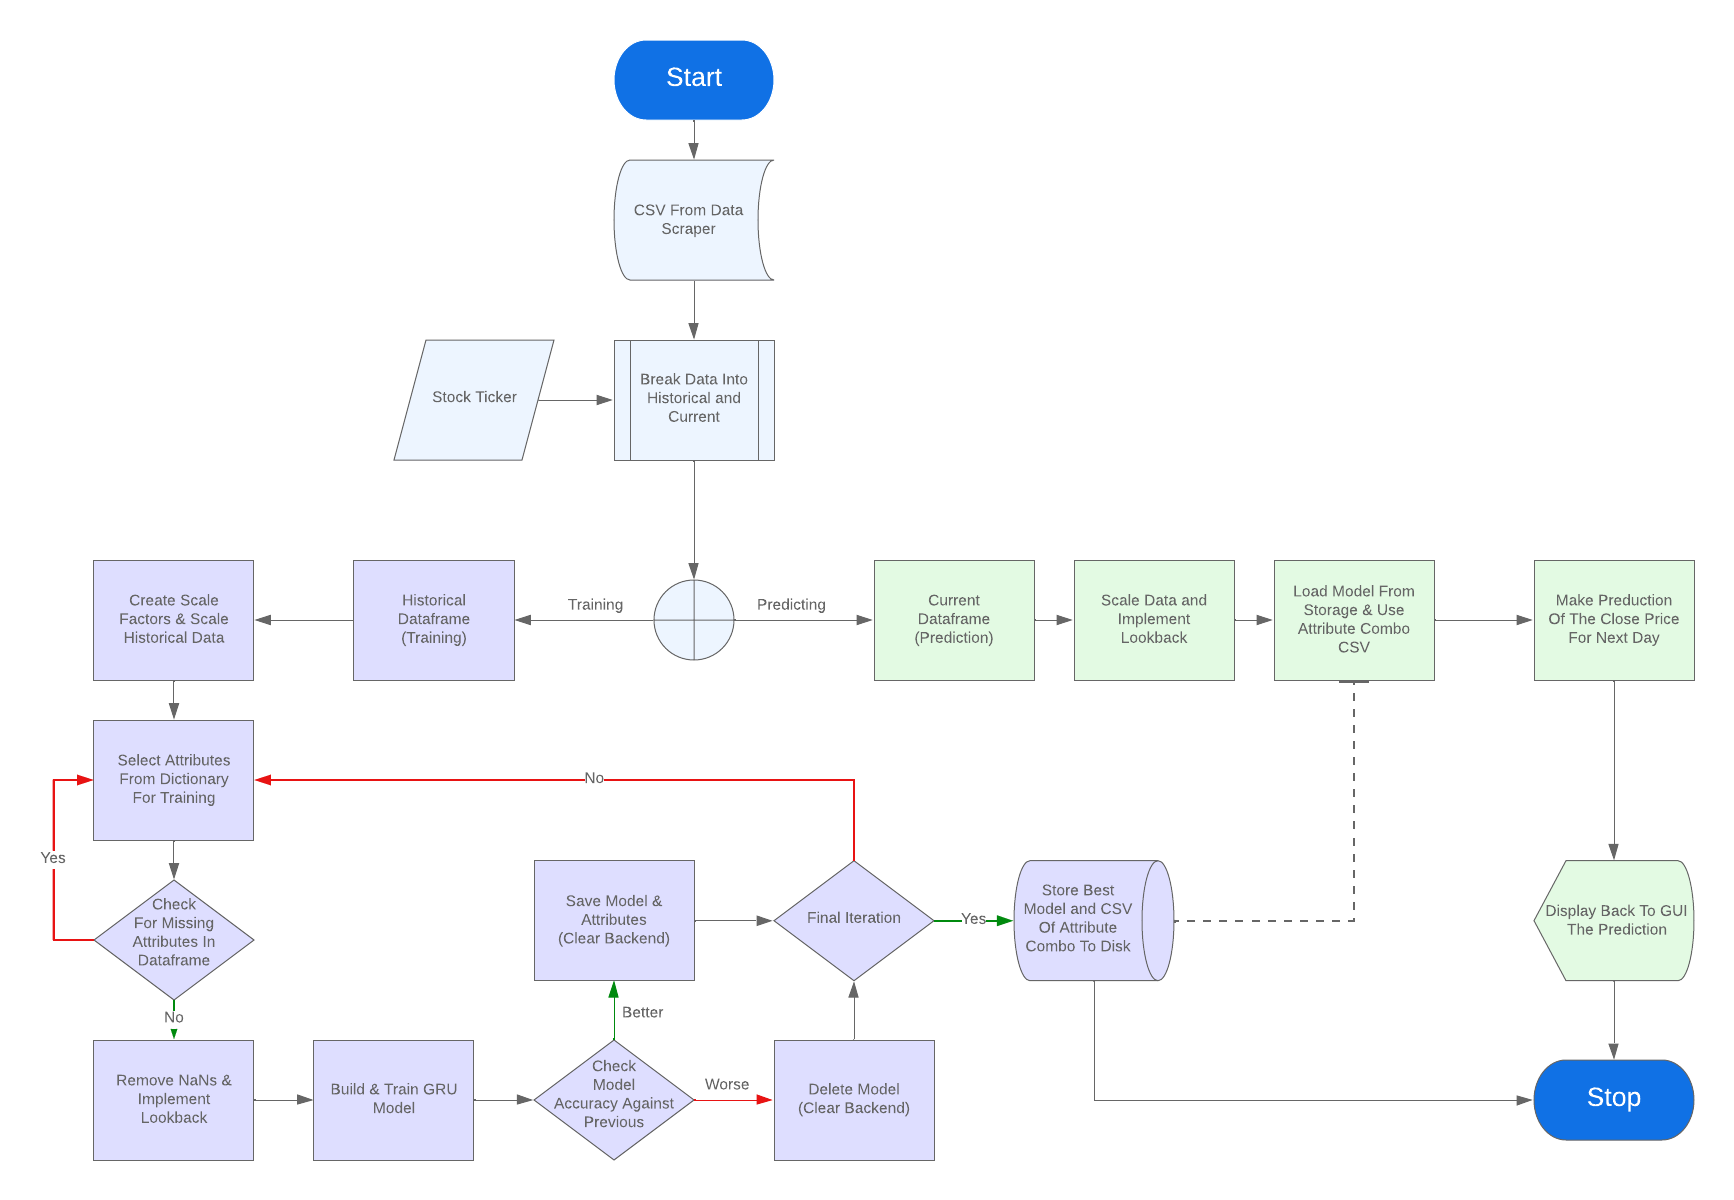 Start
CSV From Data
Scraper
Stock Ticker
Break Data Into
Historical and
Current
Create Scale
Factors & Scale
Historical Data
Historical
Dataframe
(Training)
Training
Predicting
Current
Dataframe
(Prediction)
Scale Data and
Implement
Lookback
Load Model From
Storage & Use
Attribute Combo
CSV
Make Preduction
Of The Close Price
For Next Day
Select Attributes
From Dictionary
For Training
No
Yes
Check
For Missing
Attributes In
Dataframe
Save Model &
Attributes
(Clear Backend)
Final Iteration
Yes
Store Best
Model and CSV
Of Attribute
Combo To Disk
Display Back To GUI
The Prediction
No
Better
Remove NaNs &
Implement
Lookback
Build & Train GRU
Model
Check
Model
Accuracy Against
Previous
Worse
Delete Model
(Clear Backend)
Stop